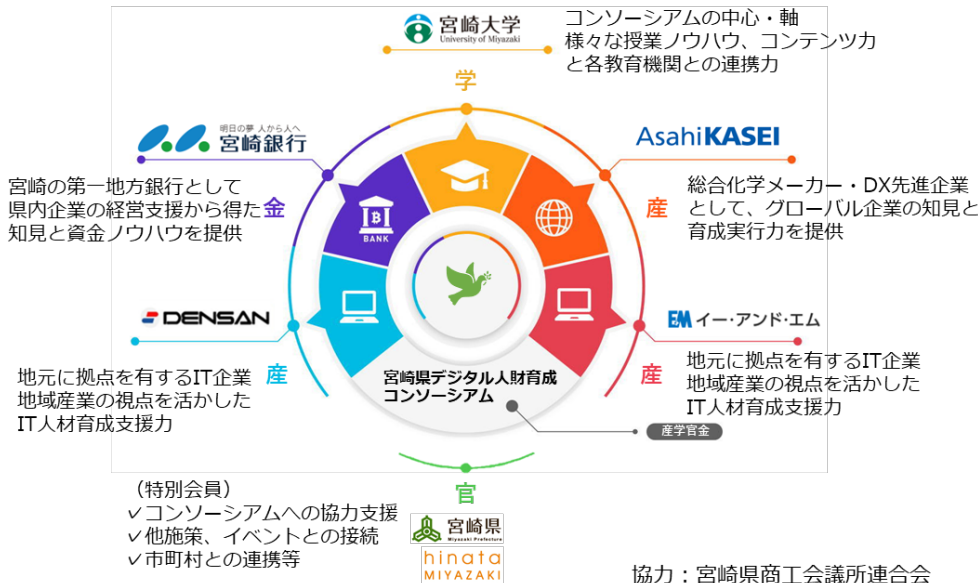 宮崎大学
University of Miyazaki
コンソーシアムの中心・軸
様々な授業ノウハウ、コンテンツ力
と各教育機関との連携力
学
明日の夢 人から人へ
宮崎銀行
宮崎の第一地方銀行として
県内企業の経営支援から得た
知見と資金ノウハウを提供
金
BANK
AsahiKASEI
産
総合化学メーカー・DX先進企業
として、グローバル企業の知見と
育成実行力を提供
DENSAN
地元に拠点を有するIT企業
地域産業の視点を活かした
IT人材育成支援力
産
EM イー・アンド・エム
産
地元に拠点を有するIT企業
地域産業の視点を活かした
IT人材育成支援力
宮崎県デジタル人財育成
コンソーシアム
産学官金
官
(特別会員)
✓コンソーシアムへの協力支援
✓他施策、イベントとの接続
✓市町村との連携等
宮崎県
Miyazaki Prefecture
hinata
MIYAZAKI
協力：宮崎県商工会議所連合会